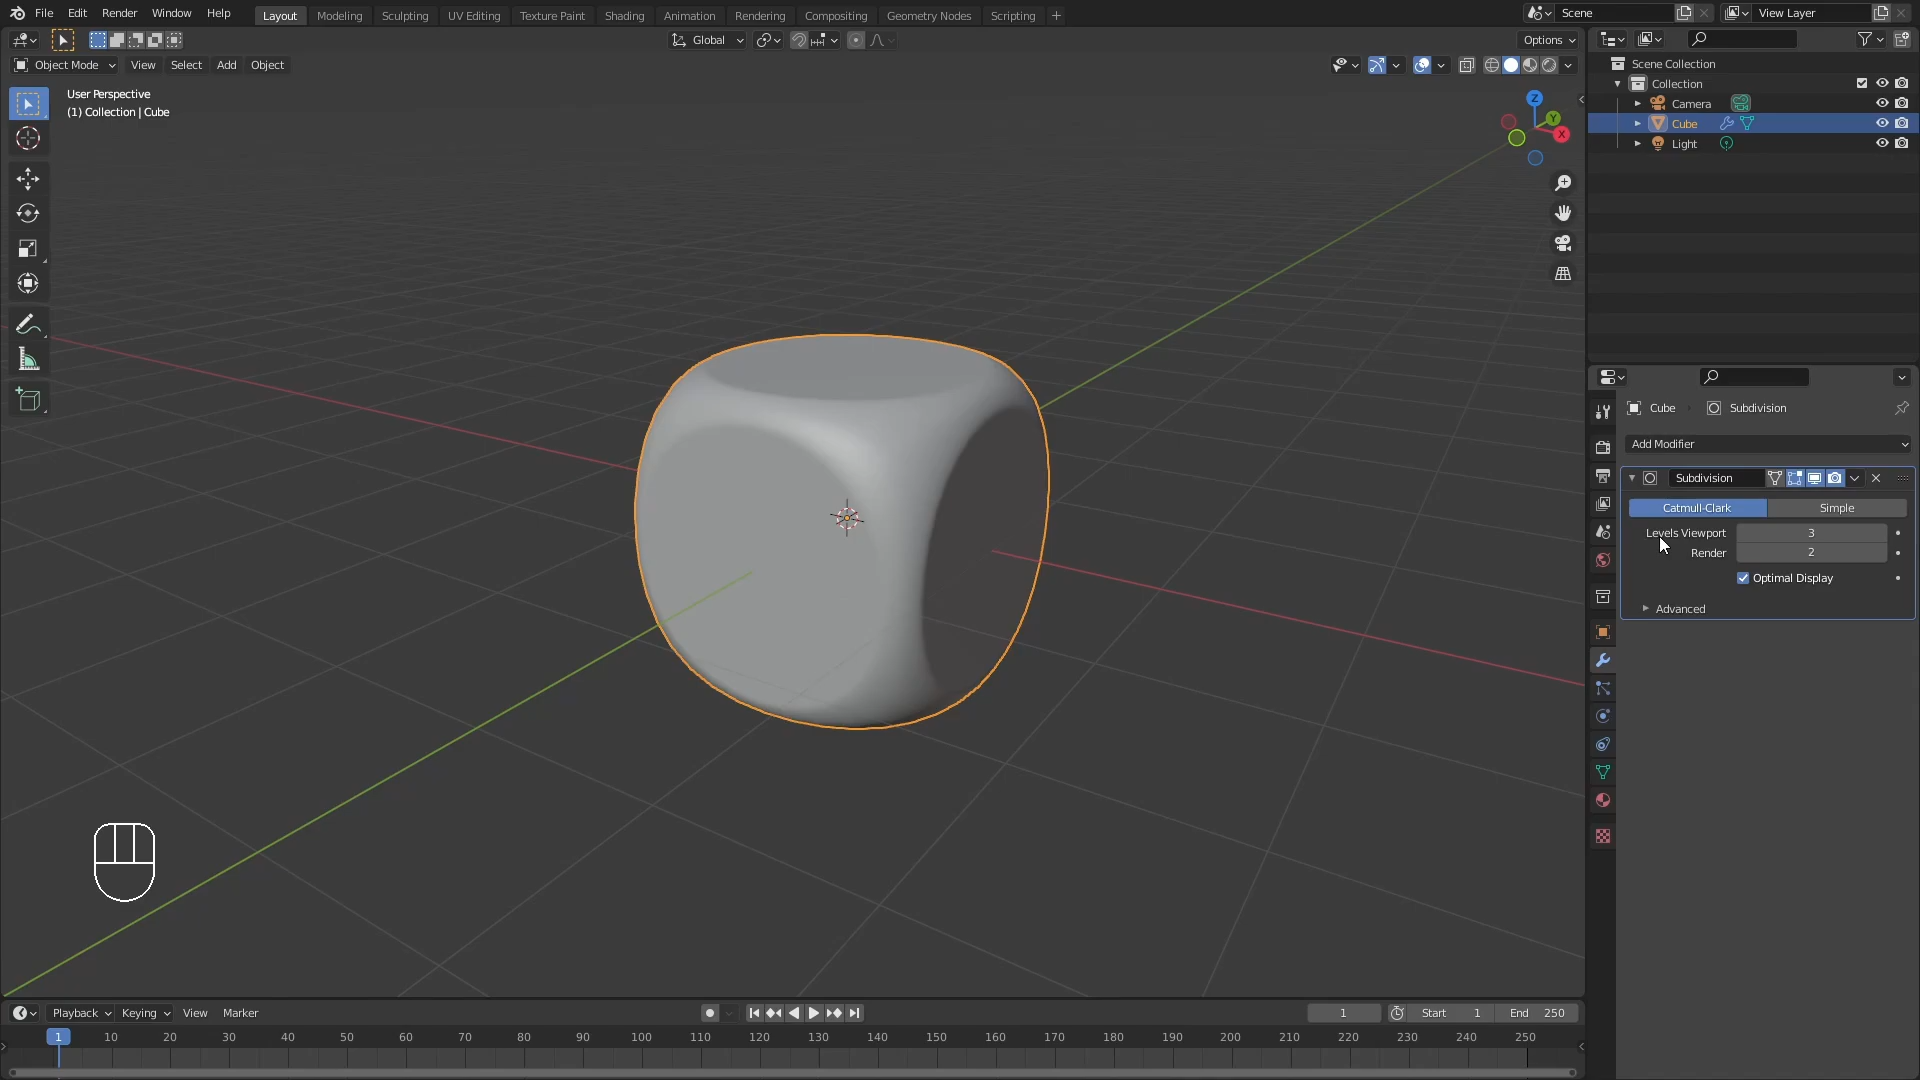 File Edit Render Window Help Layout Modeling Sculpting UV Editing Texture Paint Shading Animation Rendering Compositing Geometry Nodes Scripting + Scene View Layer
Global Options
Object Mode View Select Add Object
User Perspective
(1) Collection | Cube
Z
Y
X
Scene Collection
Collection
Camera
Cube
Light
Cube Subdivision
Add Modifier
Subdivision
Catmull-Clark Simple
Levels Viewport 3
Render 2
Optimal Display
Advanced
Playback Keying View Marker 1 Start 1 End 250
1 10 20 30 40 50 60 70 80 90 100 110 120 130 140 150 160 170 180 190 200 210 220 230 240 250